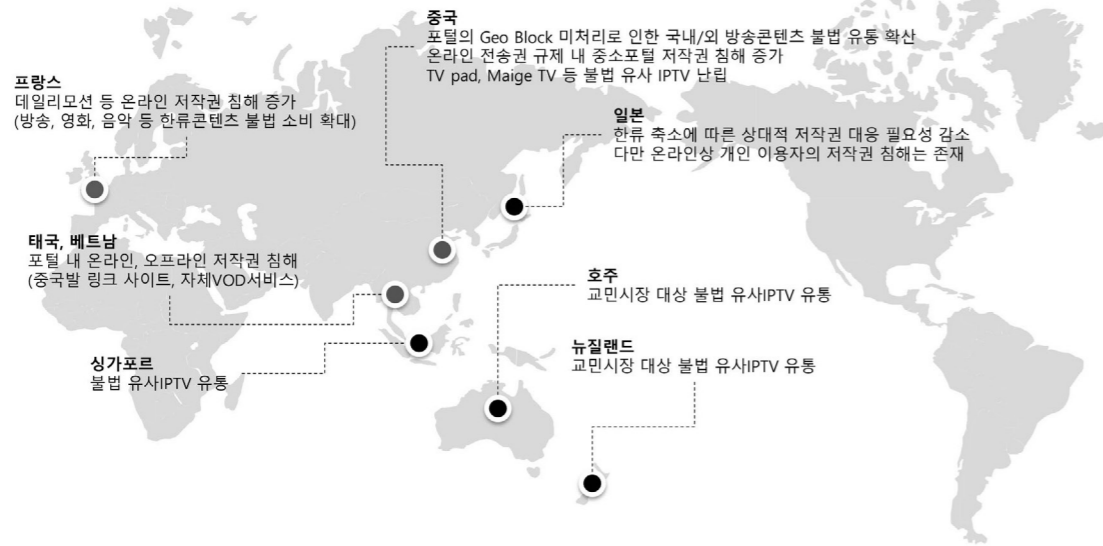 중국
포털의 Geo Block 미처리로 인한 국내/외 방송콘텐츠 불법 유통 확산
온라인 전송권 규제 내 중소포털 저작권 침해 증가
TV pad, Maige TV 등 불법 유사 IPTV 난립
프랑스
데일리모션 등 온라인 저작권 침해 증가
(방송, 영화, 음악 등 한류콘텐츠 불법 소비 확대)
일본
한류 축소에 따른 상대적 저작권 대응 필요성 감소
다만 온라인상 개인 이용자의 저작권 침해는 존재
태국, 베트남
포털 내 온라인, 오프라인 저작권 침해
(중국발 링크 사이트, 자체VOD서비스)
호주
교민시장 대상 불법 유사IPTV 유통
싱가포르
불법 유사IPTV 유통
뉴질랜드
교민시장 대상 불법 유사IPTV 유통